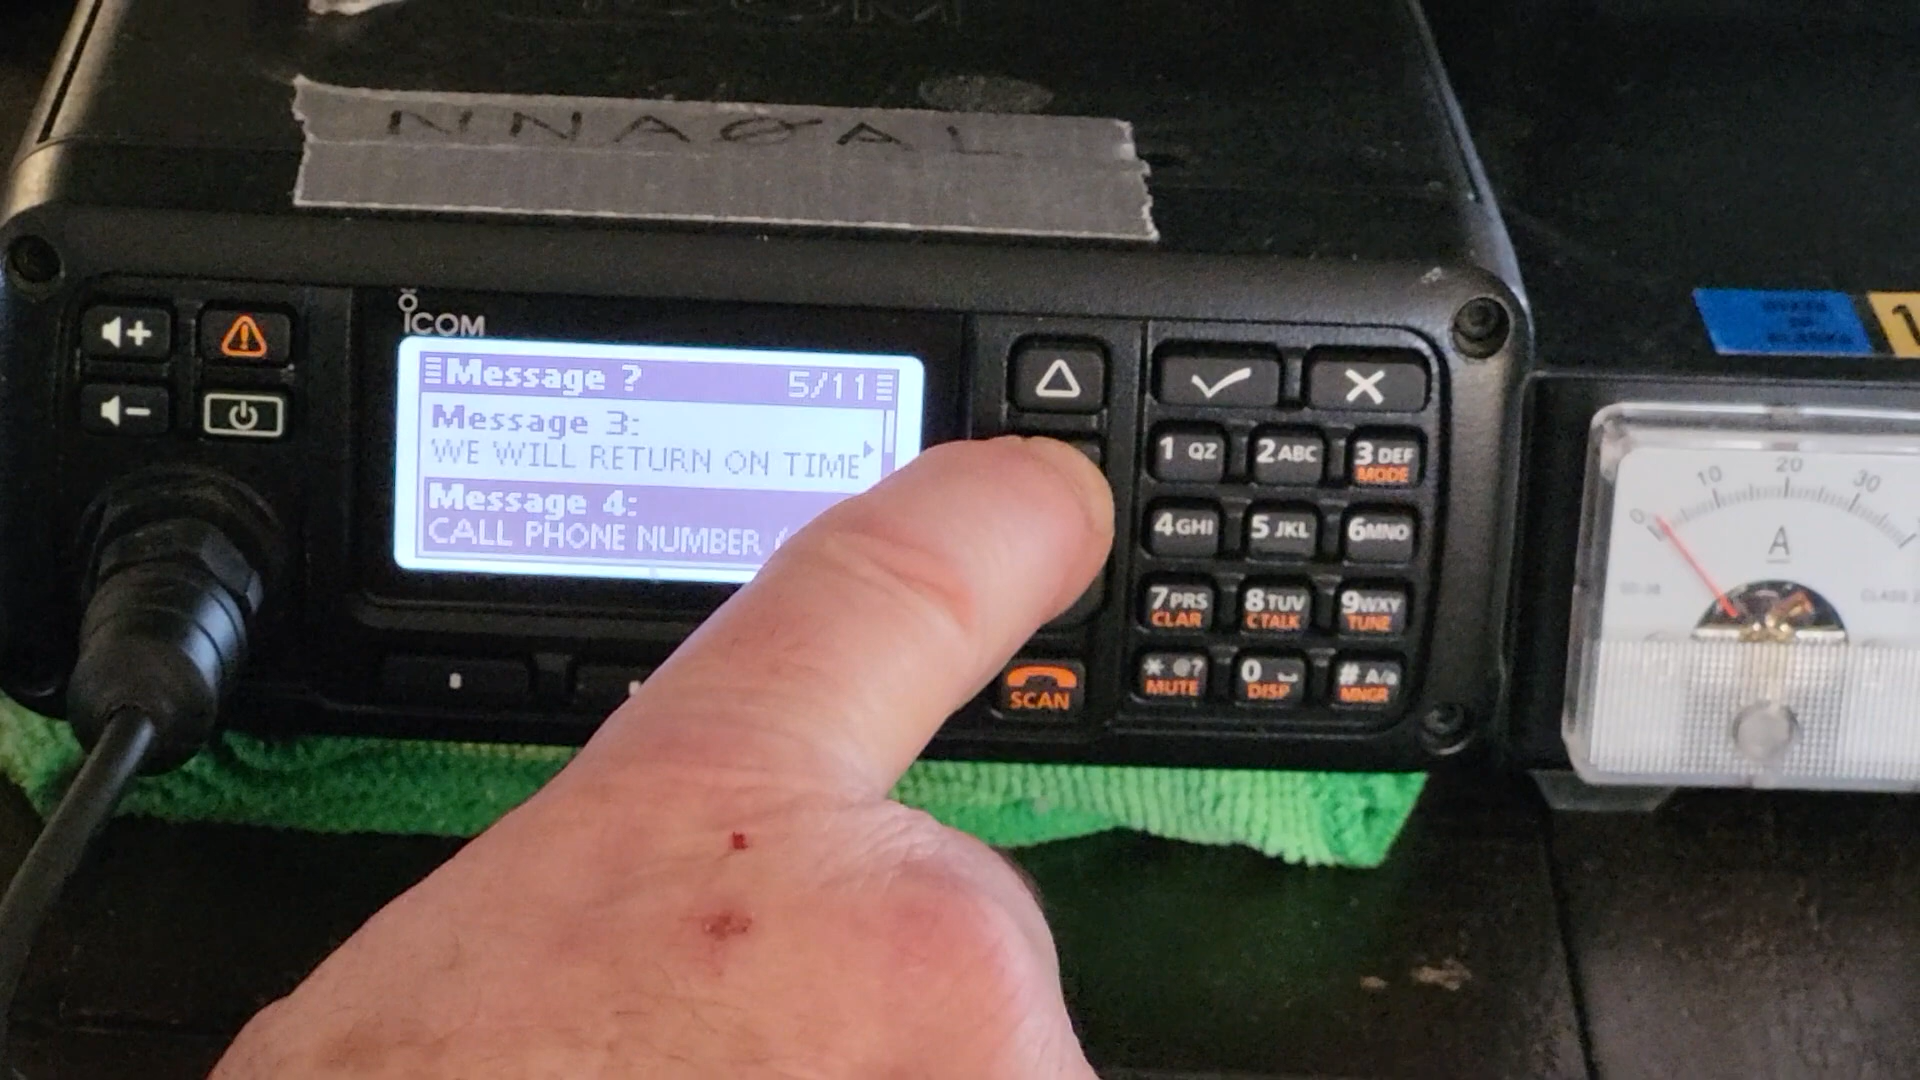 NNAØAL
ICOM
Message ? 5/11
Message 3:
WE WILL RETURN ON TIME
Message 4:
CALL PHONE NUMBER (
1 QZ
2 ABC
3 DEF
MODE
4 GHI
5 JKL
6 MNO
7 PRS
CLAR
8 TUV
CTALK
9 WXY
TUNE
SCAN
* @?
MUTE
0
DISP
# A/a
MNGR
0 10 20 30
A